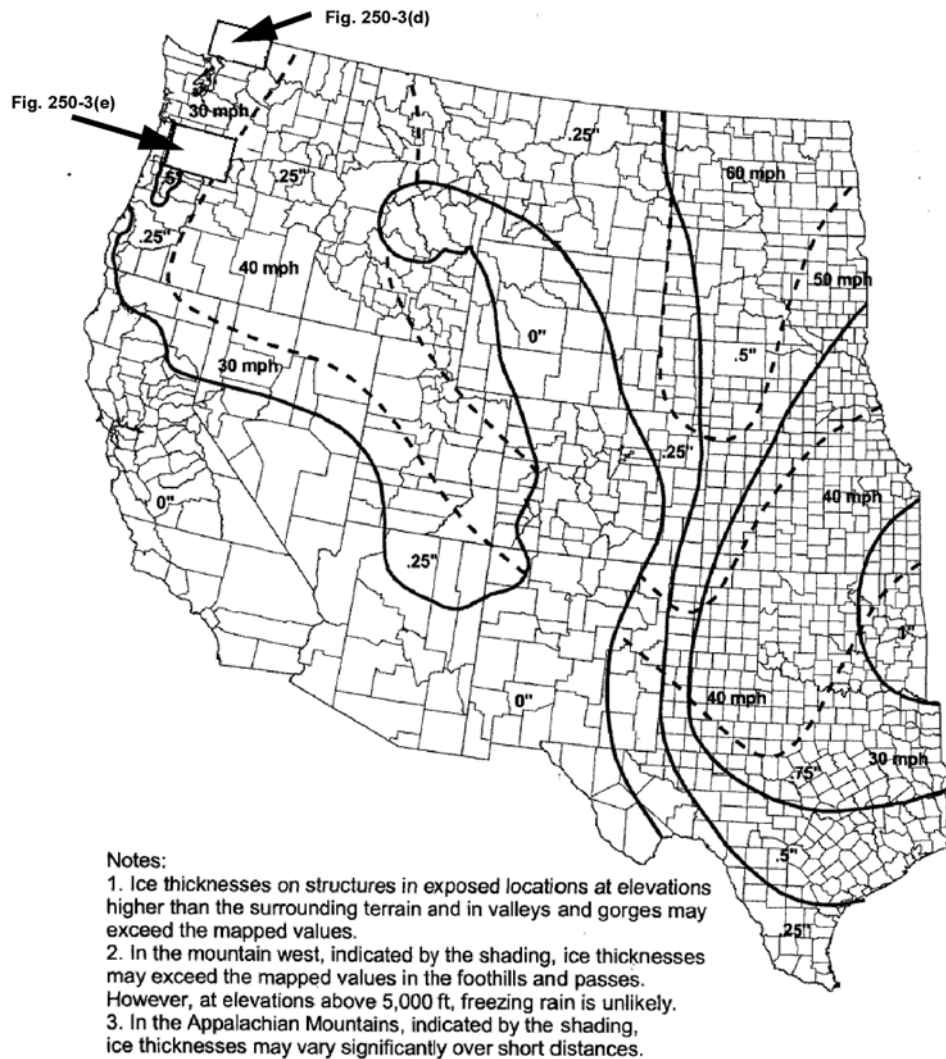 Fig. 250-3(d)
Fig. 250-3(e)
30 mph
.25"
60 mph
.25"
.5"
.25"
40 mph
50 mph
0"
.5"
30 mph
.25"
40 mph
0"
.25"
1"
0"
40 mph
30 mph
.75"
.5"
.25"
Notes:
1. Ice thicknesses on structures in exposed locations at elevations
higher than the surrounding terrain and in valleys and gorges may
exceed the mapped values.
2. In the mountain west, indicated by the shading, ice thicknesses
may exceed the mapped values in the foothills and passes.
However, at elevations above 5,000 ft, freezing rain is unlikely.
3. In the Appalachian Mountains, indicated by the shading,
ice thicknesses may vary significantly over short distances.